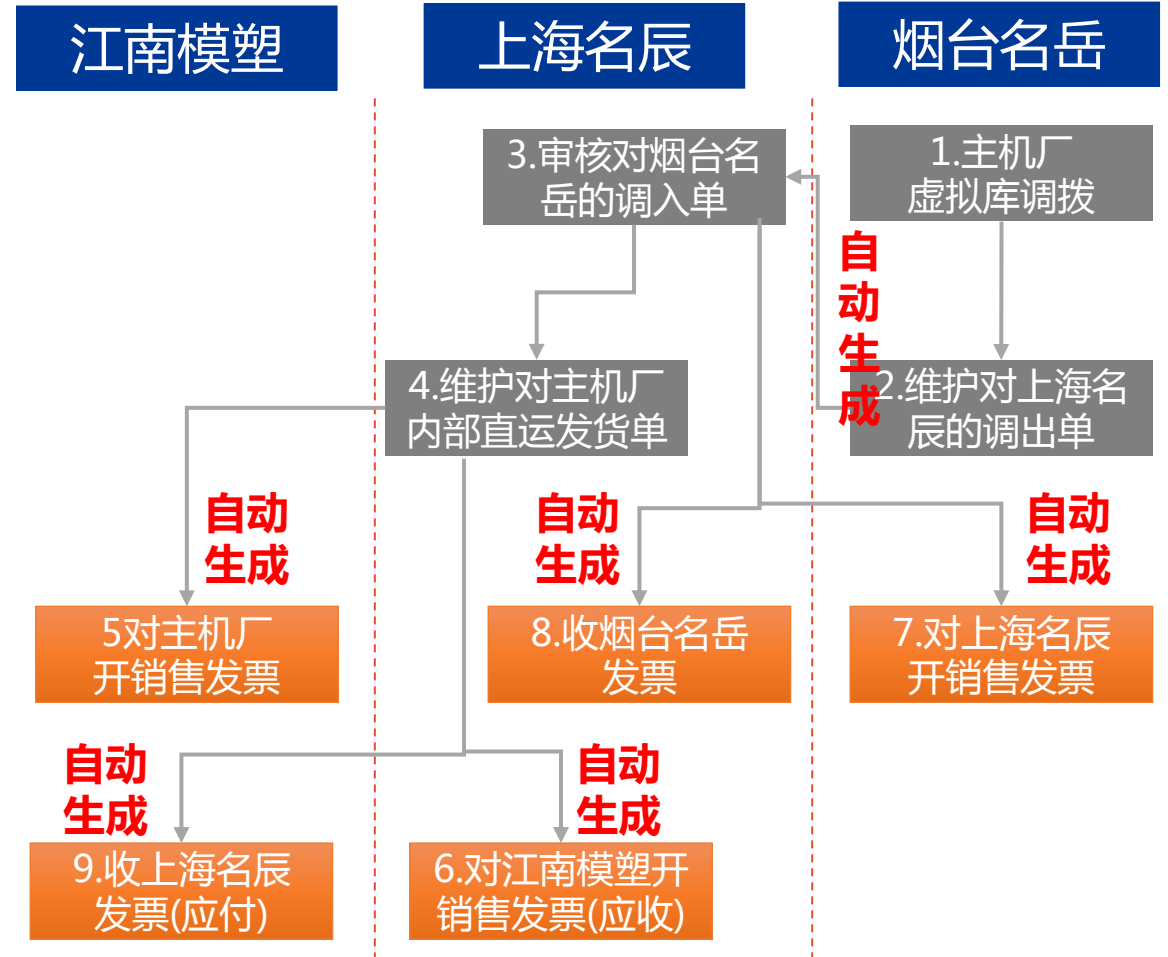 江南模塑
上海名辰
烟台名岳
3.审核对烟台名
岳的调入单
1.主机厂
虚拟库调拨
自
动
生
成
4.维护对主机厂
内部直运发货单
2.维护对上海名
辰的调出单
自动
生成
自动
生成
自动
生成
5对主机厂
开销售发票
8.收烟台名岳
发票
7.对上海名辰
开销售发票
自动
生成
自动
生成
9.收上海名辰
发票(应付)
6.对江南模塑开
销售发票(应收)